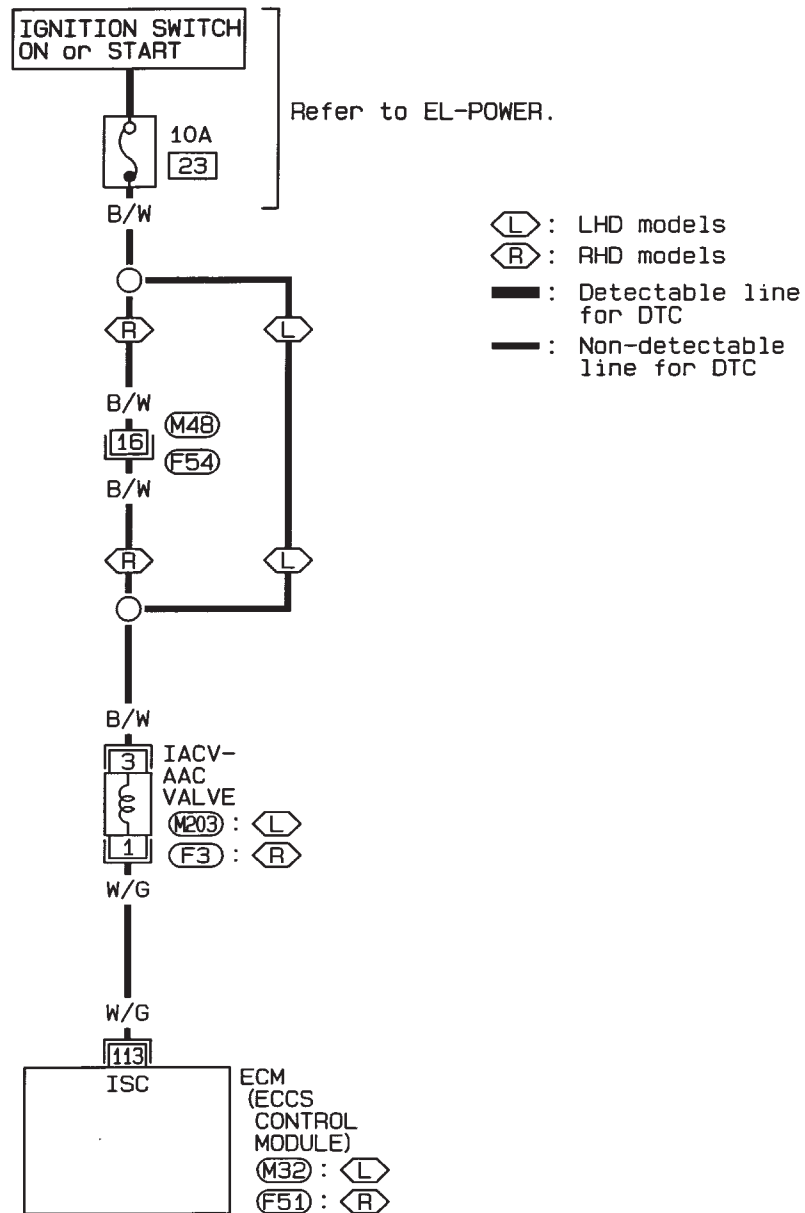 IGNITION SWITCH
ON or START
Refer to EL-POWER.
10A
23
B/W
L : LHD models
R : RHD models
: Detectable line
for DTC
: Non-detectable
line for DTC
R
L
B/W
16
M48
F54
B/W
R
L
B/W
3
IACV-
AAC
VALVE
M203 : L
1
F3 : R
W/G
W/G
113
ISC
ECM
(ECCS
CONTROL
MODULE)
M32 : L
F51 : R